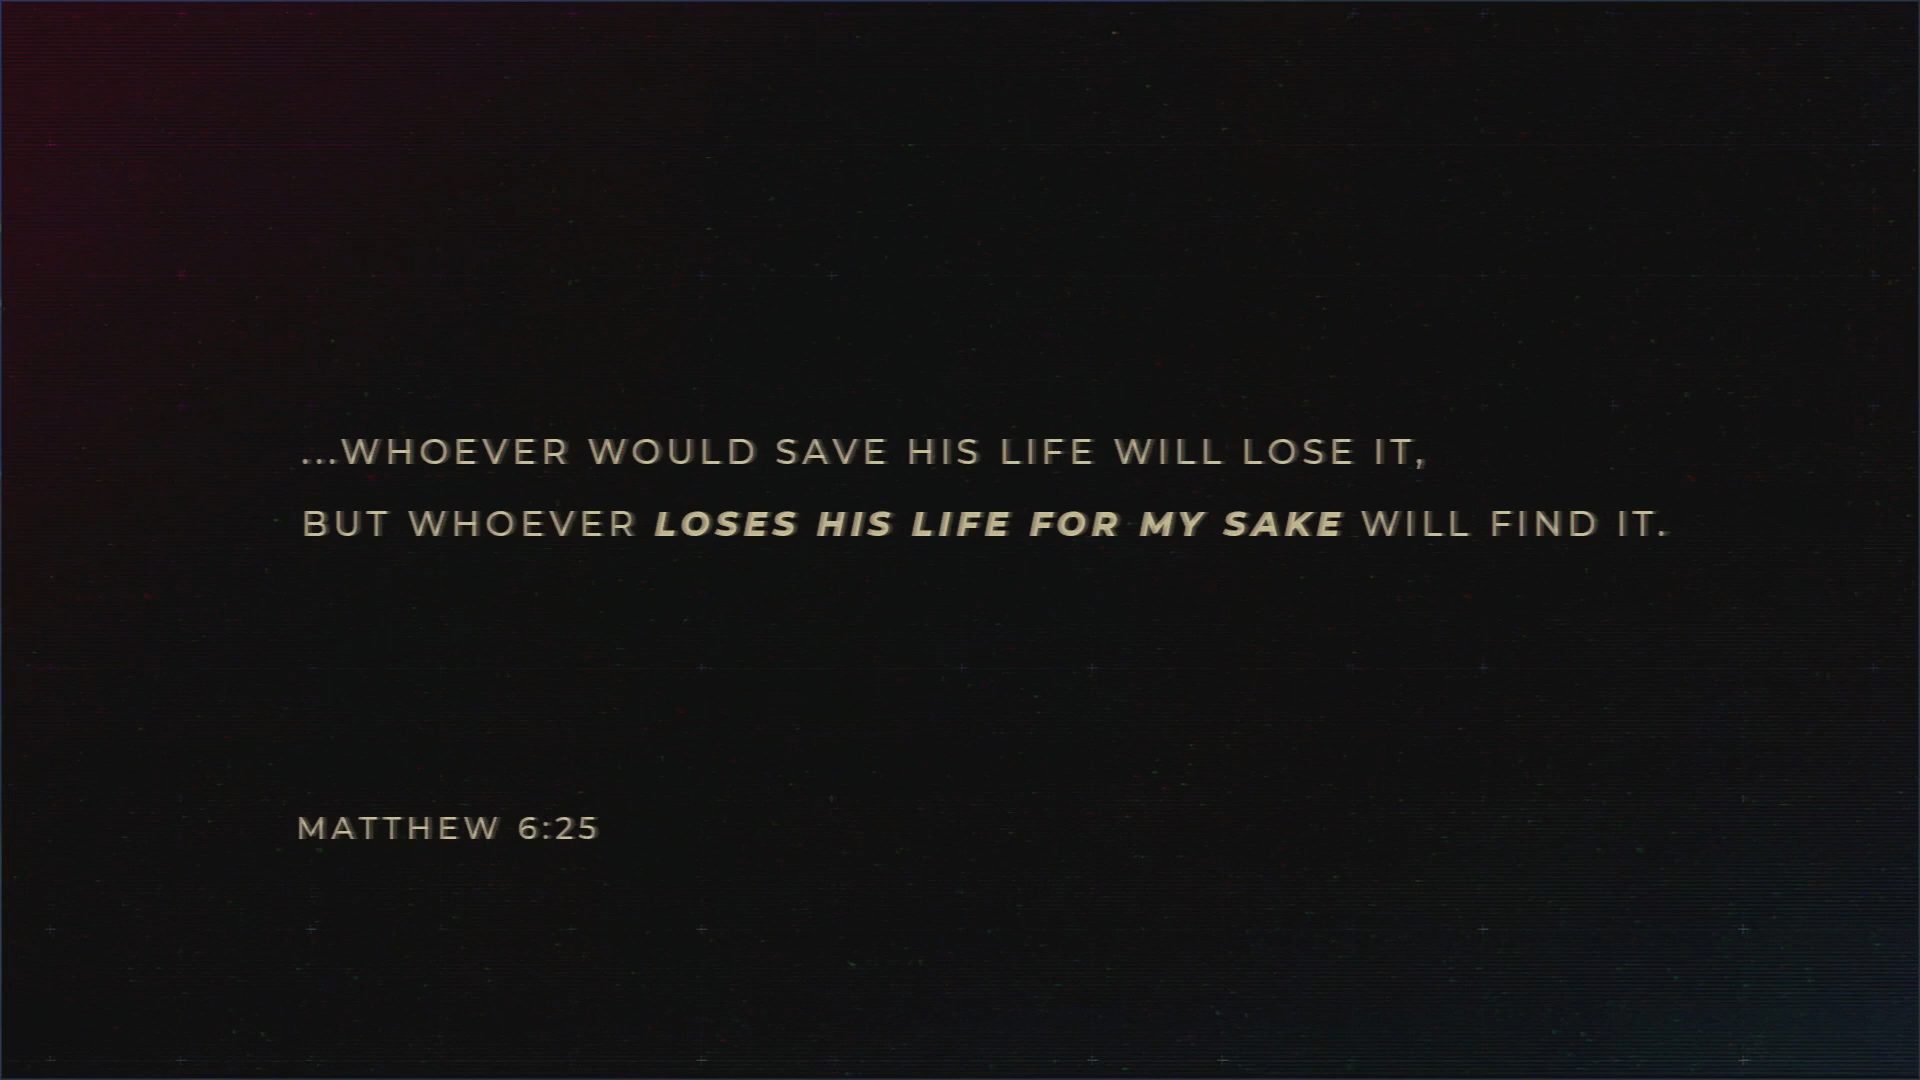 ...WHOEVER WOULD SAVE HIS LIFE WILL LOSE IT,
BUT WHOEVER LOSES HIS LIFE FOR MY SAKE WILL FIND IT.
MATTHEW 6:25